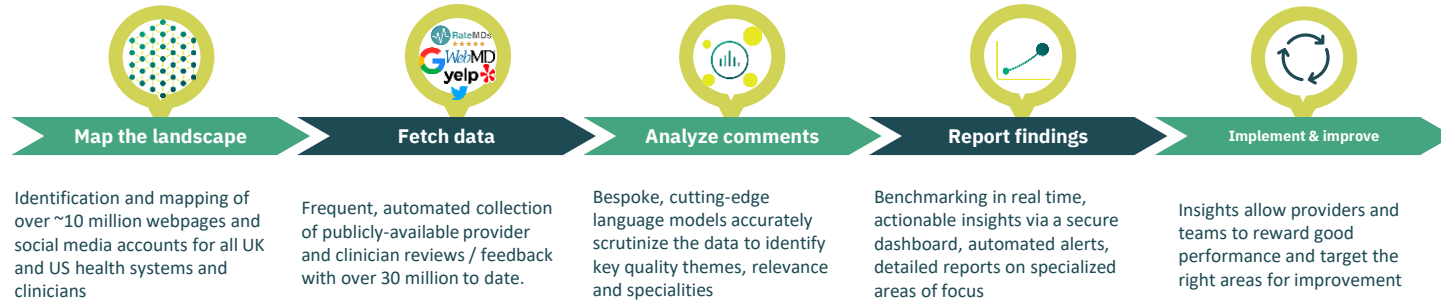 RateMDs
WebMD
yelp
Map the landscape
Fetch data
Analyze comments
Report findings
Implement & improve
Identification and mapping of
over ~10 million webpages and
social media accounts for all UK
and US health systems and
clinicians
Frequent, automated collection
of publicly-available provider
and clinician reviews / feedback
with over 30 million to date.
Bespoke, cutting-edge
language models accurately
scrutinize the data to identify
key quality themes, relevance
and specialities
Benchmarking in real time,
actionable insights via a secure
dashboard, automated alerts,
detailed reports on specialized
areas of focus
Insights allow providers and
teams to reward good
performance and target the
right areas for improvement